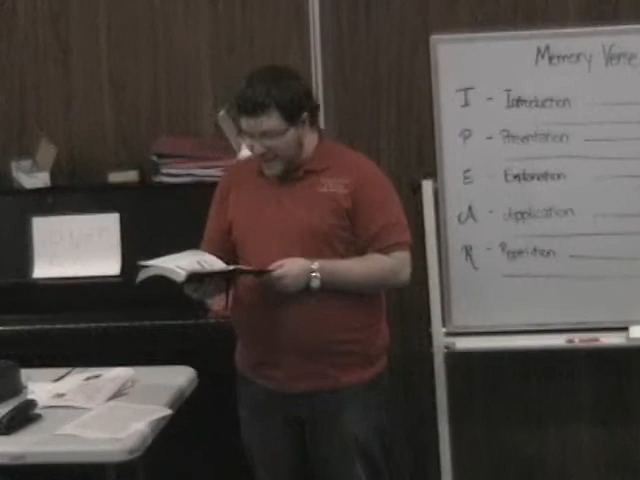 Memory Verse
I - Introduction
P - Presentation
E - Explanation
A - Application
R - Repetition